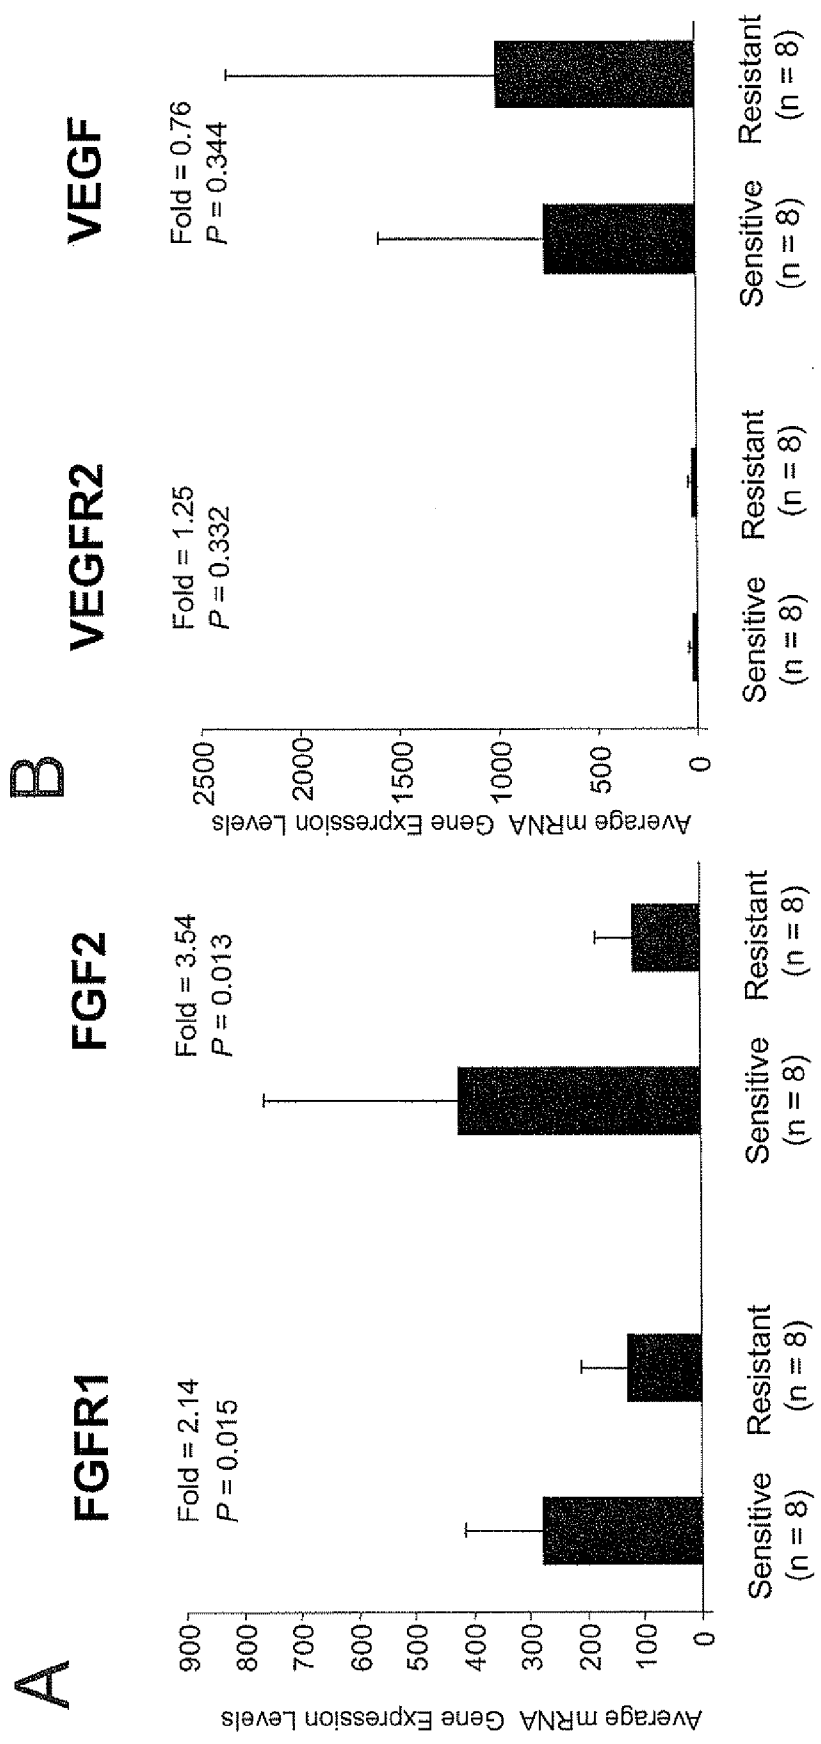 A
FGFR1
FGF2
Fold = 2.14
P = 0.015
Fold = 3.54
P = 0.013
Average mRNA Gene Expression Levels
900
800
700
600
500
400
300
200
100
0
Sensitive
(n = 8)
Resistant
(n = 8)
Sensitive
(n = 8)
Resistant
(n = 8)
B
VEGFR2
VEGF
Fold = 1.25
P = 0.332
Fold = 0.76
P = 0.344
Average mRNA Gene Expression Levels
2500
2000
1500
1000
500
0
Sensitive
(n = 8)
Resistant
(n = 8)
Sensitive
(n = 8)
Resistant
(n = 8)